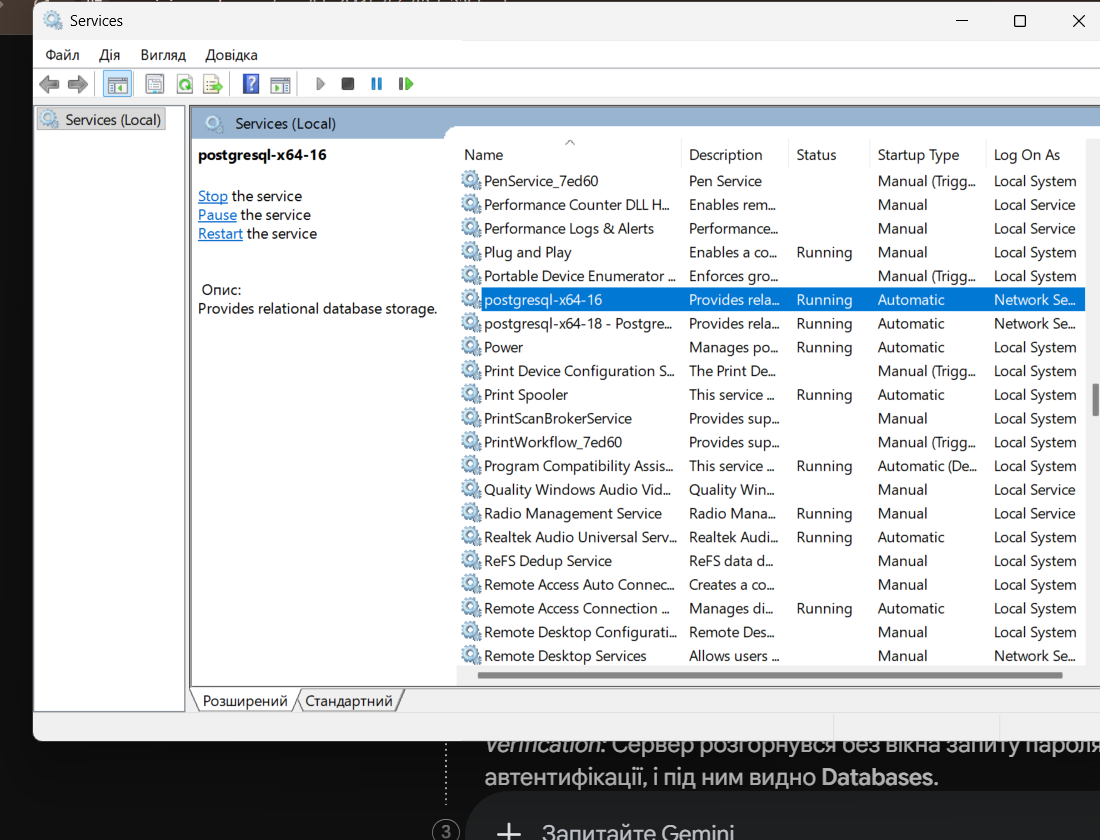 Services
Файл Дія Вигляд Довідка
Services (Local)
Services (Local)
postgresql-x64-16
Stop the service
Pause the service
Restart the service
Опис:
Provides relational database storage.
Name Description Status Startup Type Log On As
PenService_7ed60 Pen Service Manual (Trigg... Local System
Performance Counter DLL H... Enables rem... Manual Local Service
Performance Logs & Alerts Performance... Manual Local Service
Plug and Play Enables a co... Running Manual Local System
Portable Device Enumerator ... Enforces gro... Manual (Trigg... Local System
postgresql-x64-16 Provides rela... Running Automatic Network Se...
postgresql-x64-18 - Postgre... Provides rela... Running Automatic Network Se...
Power Manages po... Running Automatic Local System
Print Device Configuration S... The Print De... Manual (Trigg... Local System
Print Spooler This service ... Running Automatic Local System
PrintScanBrokerService Provides sup... Manual Local System
PrintWorkflow_7ed60 Provides sup... Manual (Trigg... Local System
Program Compatibility Assis... This service ... Running Automatic (De... Local System
Quality Windows Audio Vid... Quality Win... Manual Local Service
Radio Management Service Radio Mana... Running Manual Local Service
Realtek Audio Universal Serv... Realtek Audi... Running Automatic Local System
ReFS Dedup Service ReFS data d... Manual Local System
Remote Access Auto Connec... Creates a co... Manual Local System
Remote Access Connection ... Manages di... Running Automatic Local System
Remote Desktop Configurati... Remote Des... Manual Local System
Remote Desktop Services Allows users ... Manual Network Se...
Розширений Стандартний
Verification: Сервер розгорнувся без вікна запиту пароля
автентифікації, і під ним видно Databases.
3
Запитайте Gemini